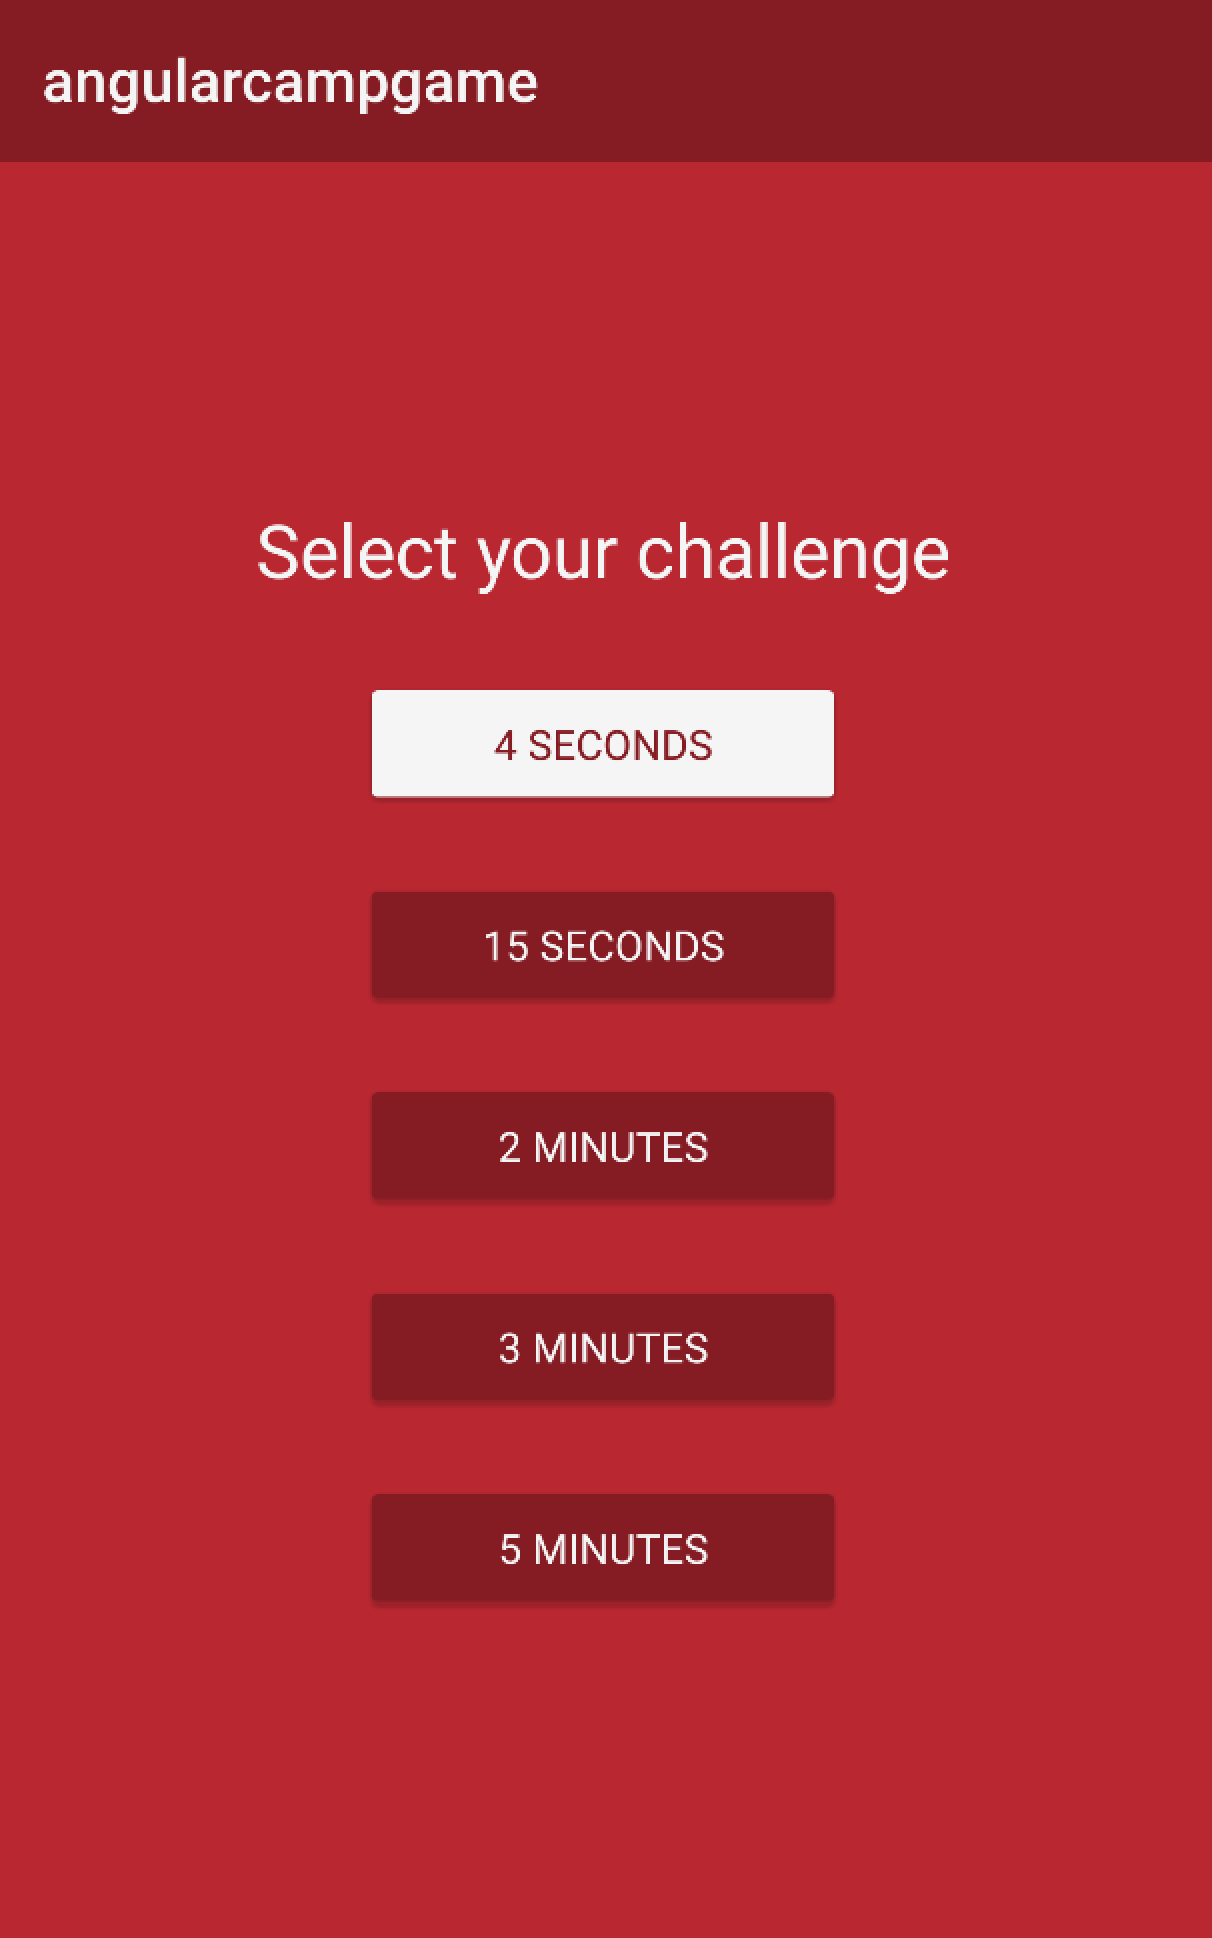 angularcampgame
Select your challenge
4 SECONDS
15 SECONDS
2 MINUTES
3 MINUTES
5 MINUTES